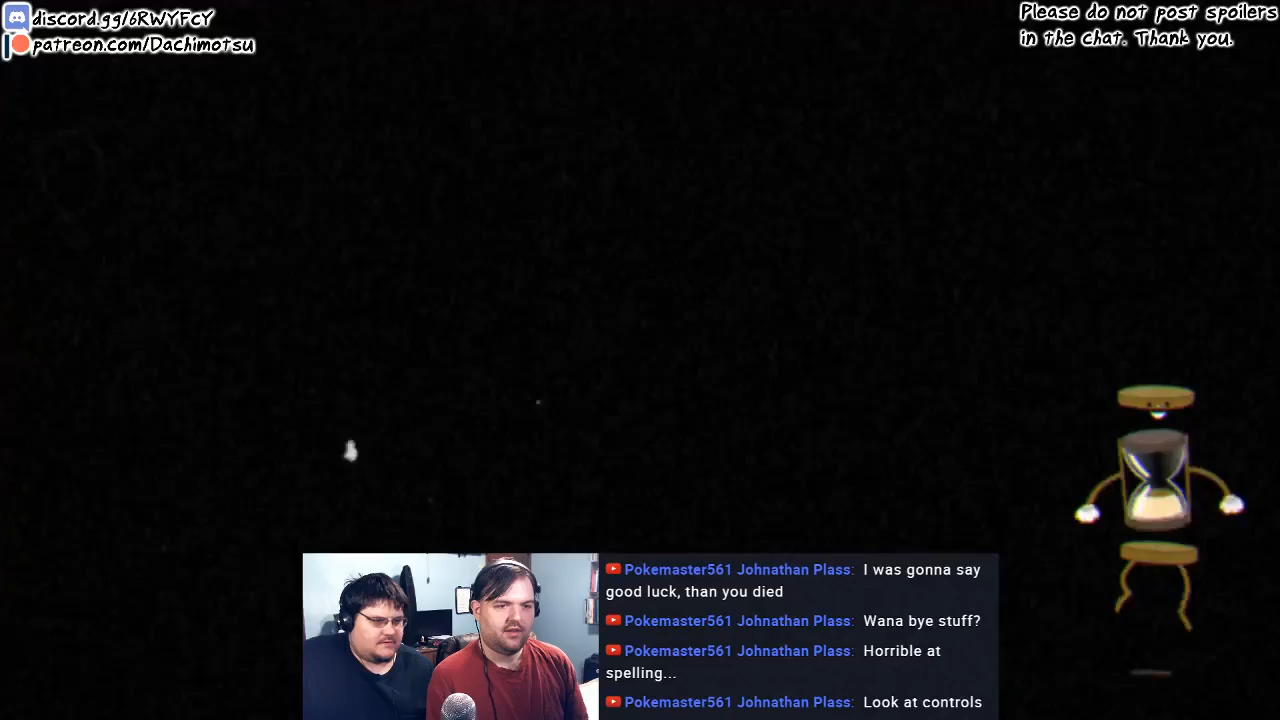 discord.gg/6RWYFCY
patreon.com/Dachimotsu
Please do not post spoilers
in the chat. Thank you.
Pokemaster561 Johnathan Plass: I was gonna say
good luck, than you died
Pokemaster561 Johnathan Plass: Wana bye stuff?
Pokemaster561 Johnathan Plass: Horrible at
spelling...
Pokemaster561 Johnathan Plass: Look at controls